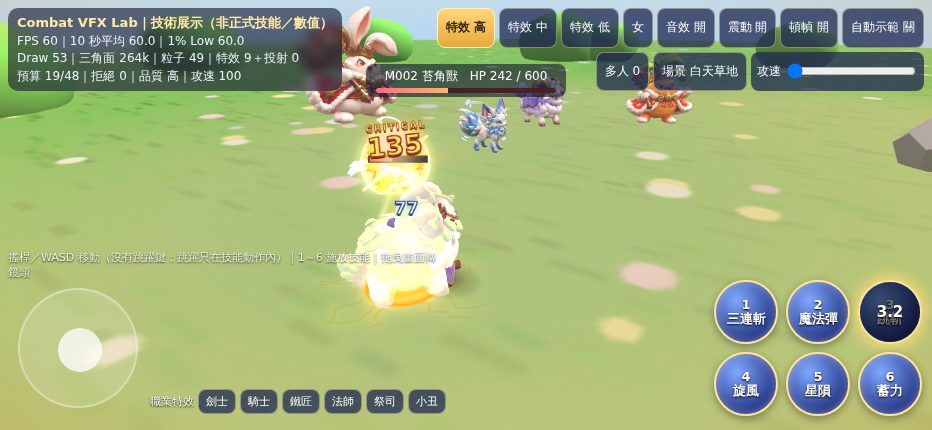 Combat VFX Lab｜技術展示（非正式技能／數值）
FPS 60｜10 秒平均 60.0｜1% Low 60.0
Draw 53｜三角面 264k｜粒子 49｜特效 9＋投射 0
預算 19/48｜拒絕 0｜品質 高｜攻速 100
特效 高
特效 中
特效 低
女
音效 開
震動 開
頓幀 開
自動示範 關
多人 0
場景 白天草地
攻速
M002 苔角獸 HP 242 / 600
CRITICAL
135
77
搖桿／WASD 移動（沒有跳躍鍵；跳躍只在技能動作內）｜1～6 施放技能｜拖曳畫面轉
鏡頭
1
三連斬
2
魔法彈
3
3.2
4
旋風
5
星隕
6
蓄力
職業特效
劍士
騎士
鐵匠
法師
祭司
小丑